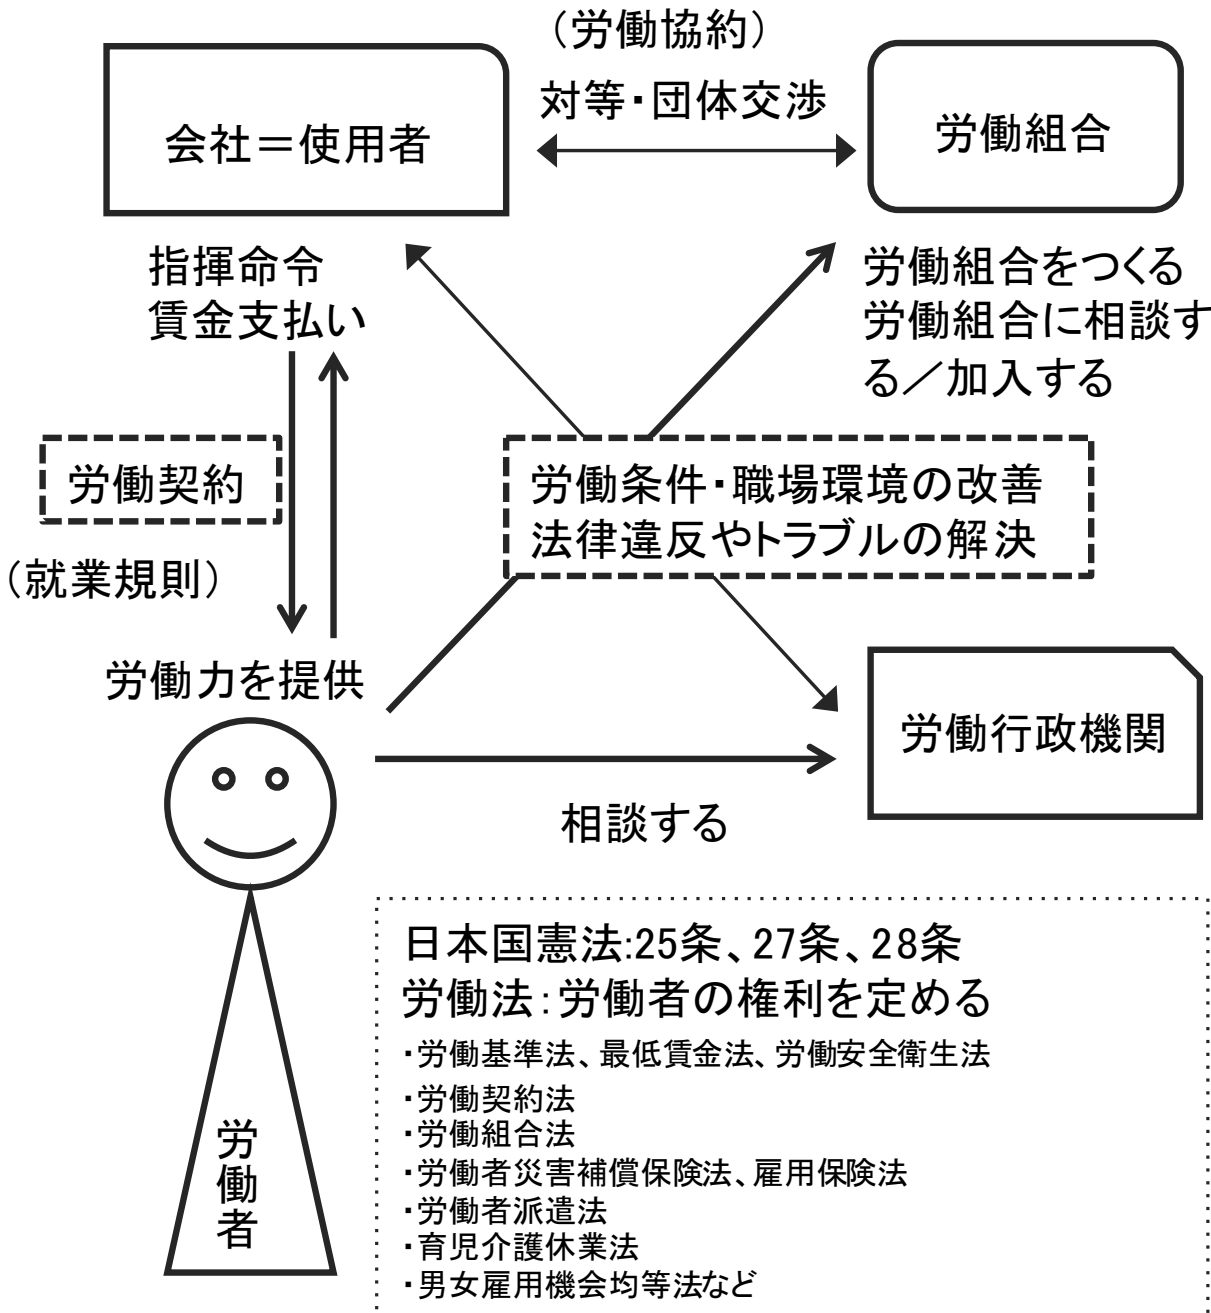 (労働協約)
対等・団体交渉
会社＝使用者
労働組合
指揮命令
賃金支払い
労働組合をつくる
労働組合に相談す
る／加入する
労働契約
(就業規則)
労働条件・職場環境の改善
法律違反やトラブルの解決
労働力を提供
労働行政機関
相談する
労働者
日本国憲法:25条、27条、28条
労働法：労働者の権利を定める
・労働基準法、最低賃金法、労働安全衛生法
・労働契約法
・労働組合法
・労働者災害補償保険法、雇用保険法
・労働者派遣法
・育児介護休業法
・男女雇用機会均等法など